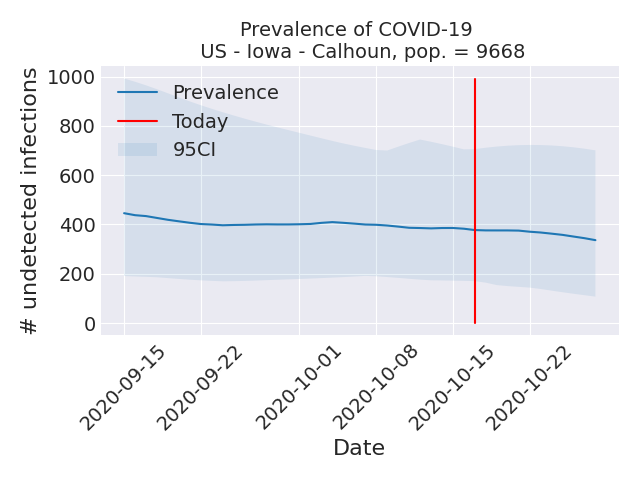 Prevalence of COVID-19
US - Iowa - Calhoun, pop. = 9668
# undetected infections
1000
800
600
400
200
0
Prevalence
Today
95CI
2020-09-15
2020-09-22
2020-10-01
2020-10-08
2020-10-15
2020-10-22
Date